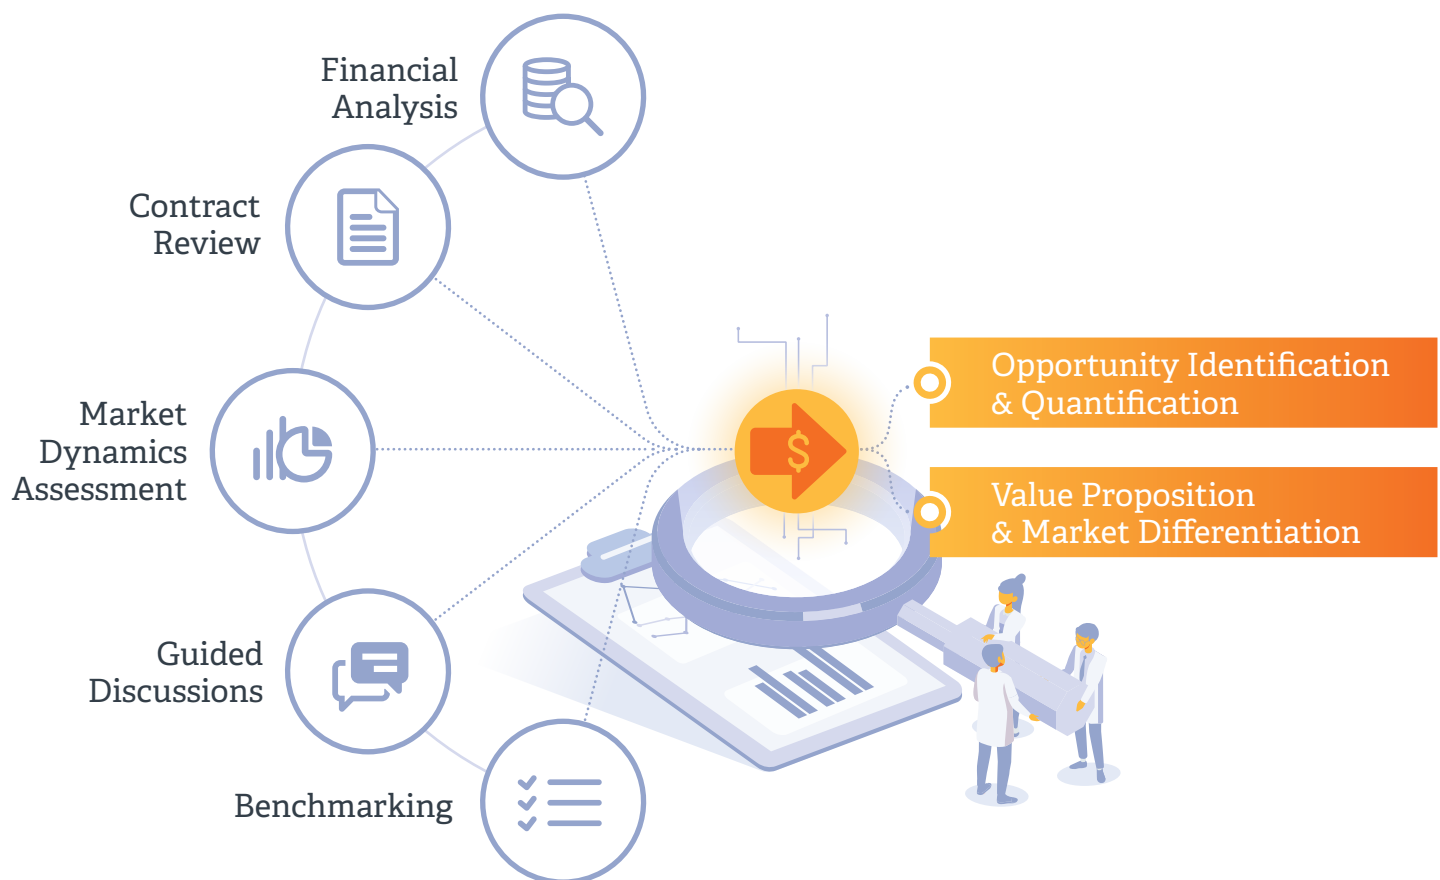 Financial
Analysis
Contract
Review
Market
Dynamics
Assessment
Guided
Discussions
Benchmarking
$
Opportunity Identification
& Quantification
Value Proposition
& Market Differentiation